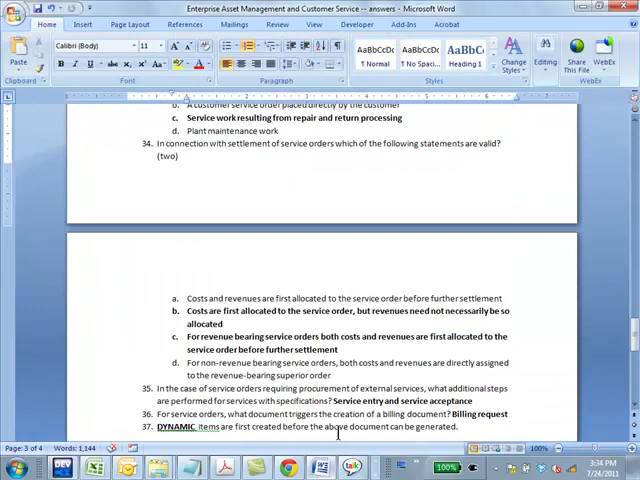 Enterprise Asset Management and Customer Service -- answers - Microsoft Word
Home Insert Page Layout References Mailings Review View Developer Add-Ins Acrobat
Calibri (Body) 11
AaBbCcDc AaBbCcDc AaBbCc
¶ Normal ¶ No Spaci... Heading 1
Paste
Change Styles
Editing
Share This File
WebEx
Clipboard Font Paragraph Styles WebEx
b. A customer service order placed directly by the customer
c. Service work resulting from repair and return processing
d. Plant maintenance work
34. In connection with settlement of service orders which of the following statements are valid?
(two)
a. Costs and revenues are first allocated to the service order before further settlement
b. Costs are first allocated to the service order, but revenues need not necessarily be so
allocated
c. For revenue bearing service orders both costs and revenues are first allocated to the
service order before further settlement
d. For non-revenue bearing service orders, both costs and revenues are directly assigned
to the revenue-bearing superior order
35. In the case of service orders requiring procurement of external services, what additional steps
are performed for services with specifications? Service entry and service acceptance
36. For service orders, what document triggers the creation of a billing document? Billing request
37. DYNAMIC items are first created before the above document can be generated.
Page: 3 of 4 Words: 1,144 100%
DEV talk 100% 3:34 PM
7/24/2011